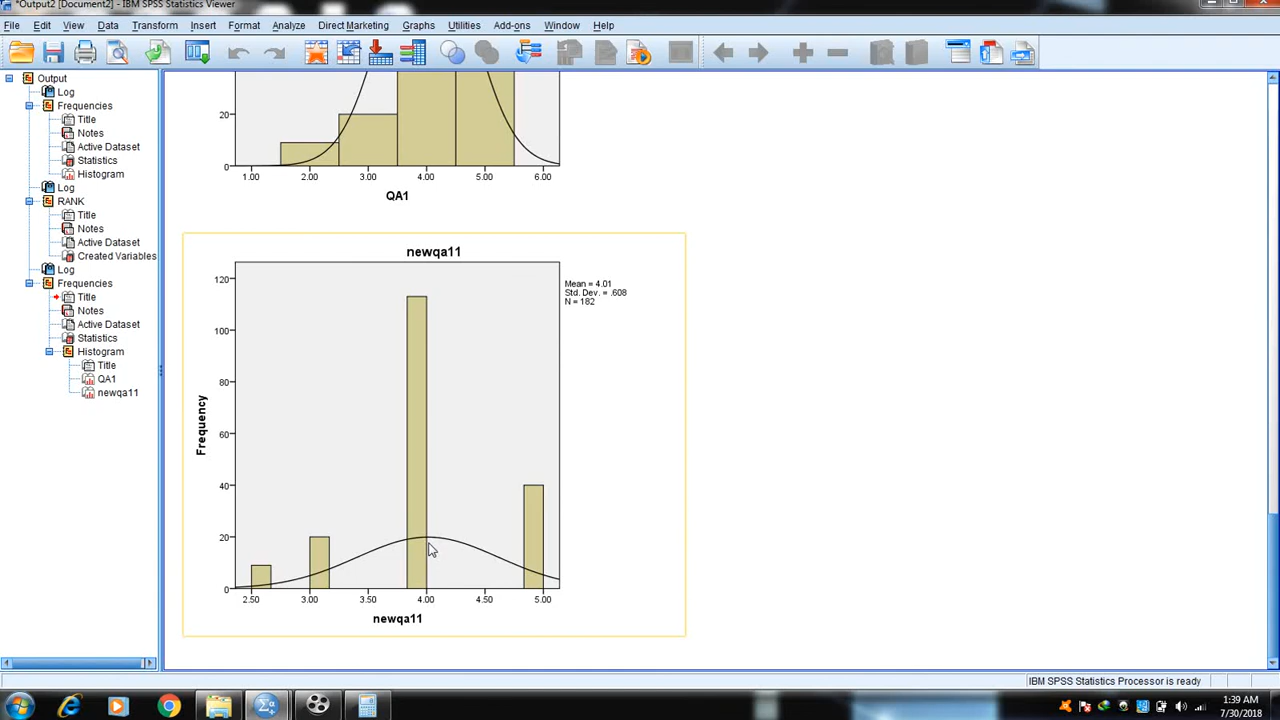 *Output2 [Document2] - IBM SPSS Statistics Viewer
File Edit View Data Transform Insert Format Analyze Direct Marketing Graphs Utilities Add-ons Window Help
Output
Log
Frequencies
Title
Notes
Active Dataset
Statistics
Histogram
Log
RANK
Title
Notes
Active Dataset
Created Variables
Log
Frequencies
Title
Notes
Active Dataset
Statistics
Histogram
Title
QA1
newqa11
20
0
1.00 2.00 3.00 4.00 5.00 6.00
QA1
newqa11
Mean = 4.01
Std. Dev. = .608
N = 182
120
100
80
60
40
20
0
Frequency
2.50 3.00 3.50 4.00 4.50 5.00
newqa11
IBM SPSS Statistics Processor is ready
1:39 AM
7/30/2018